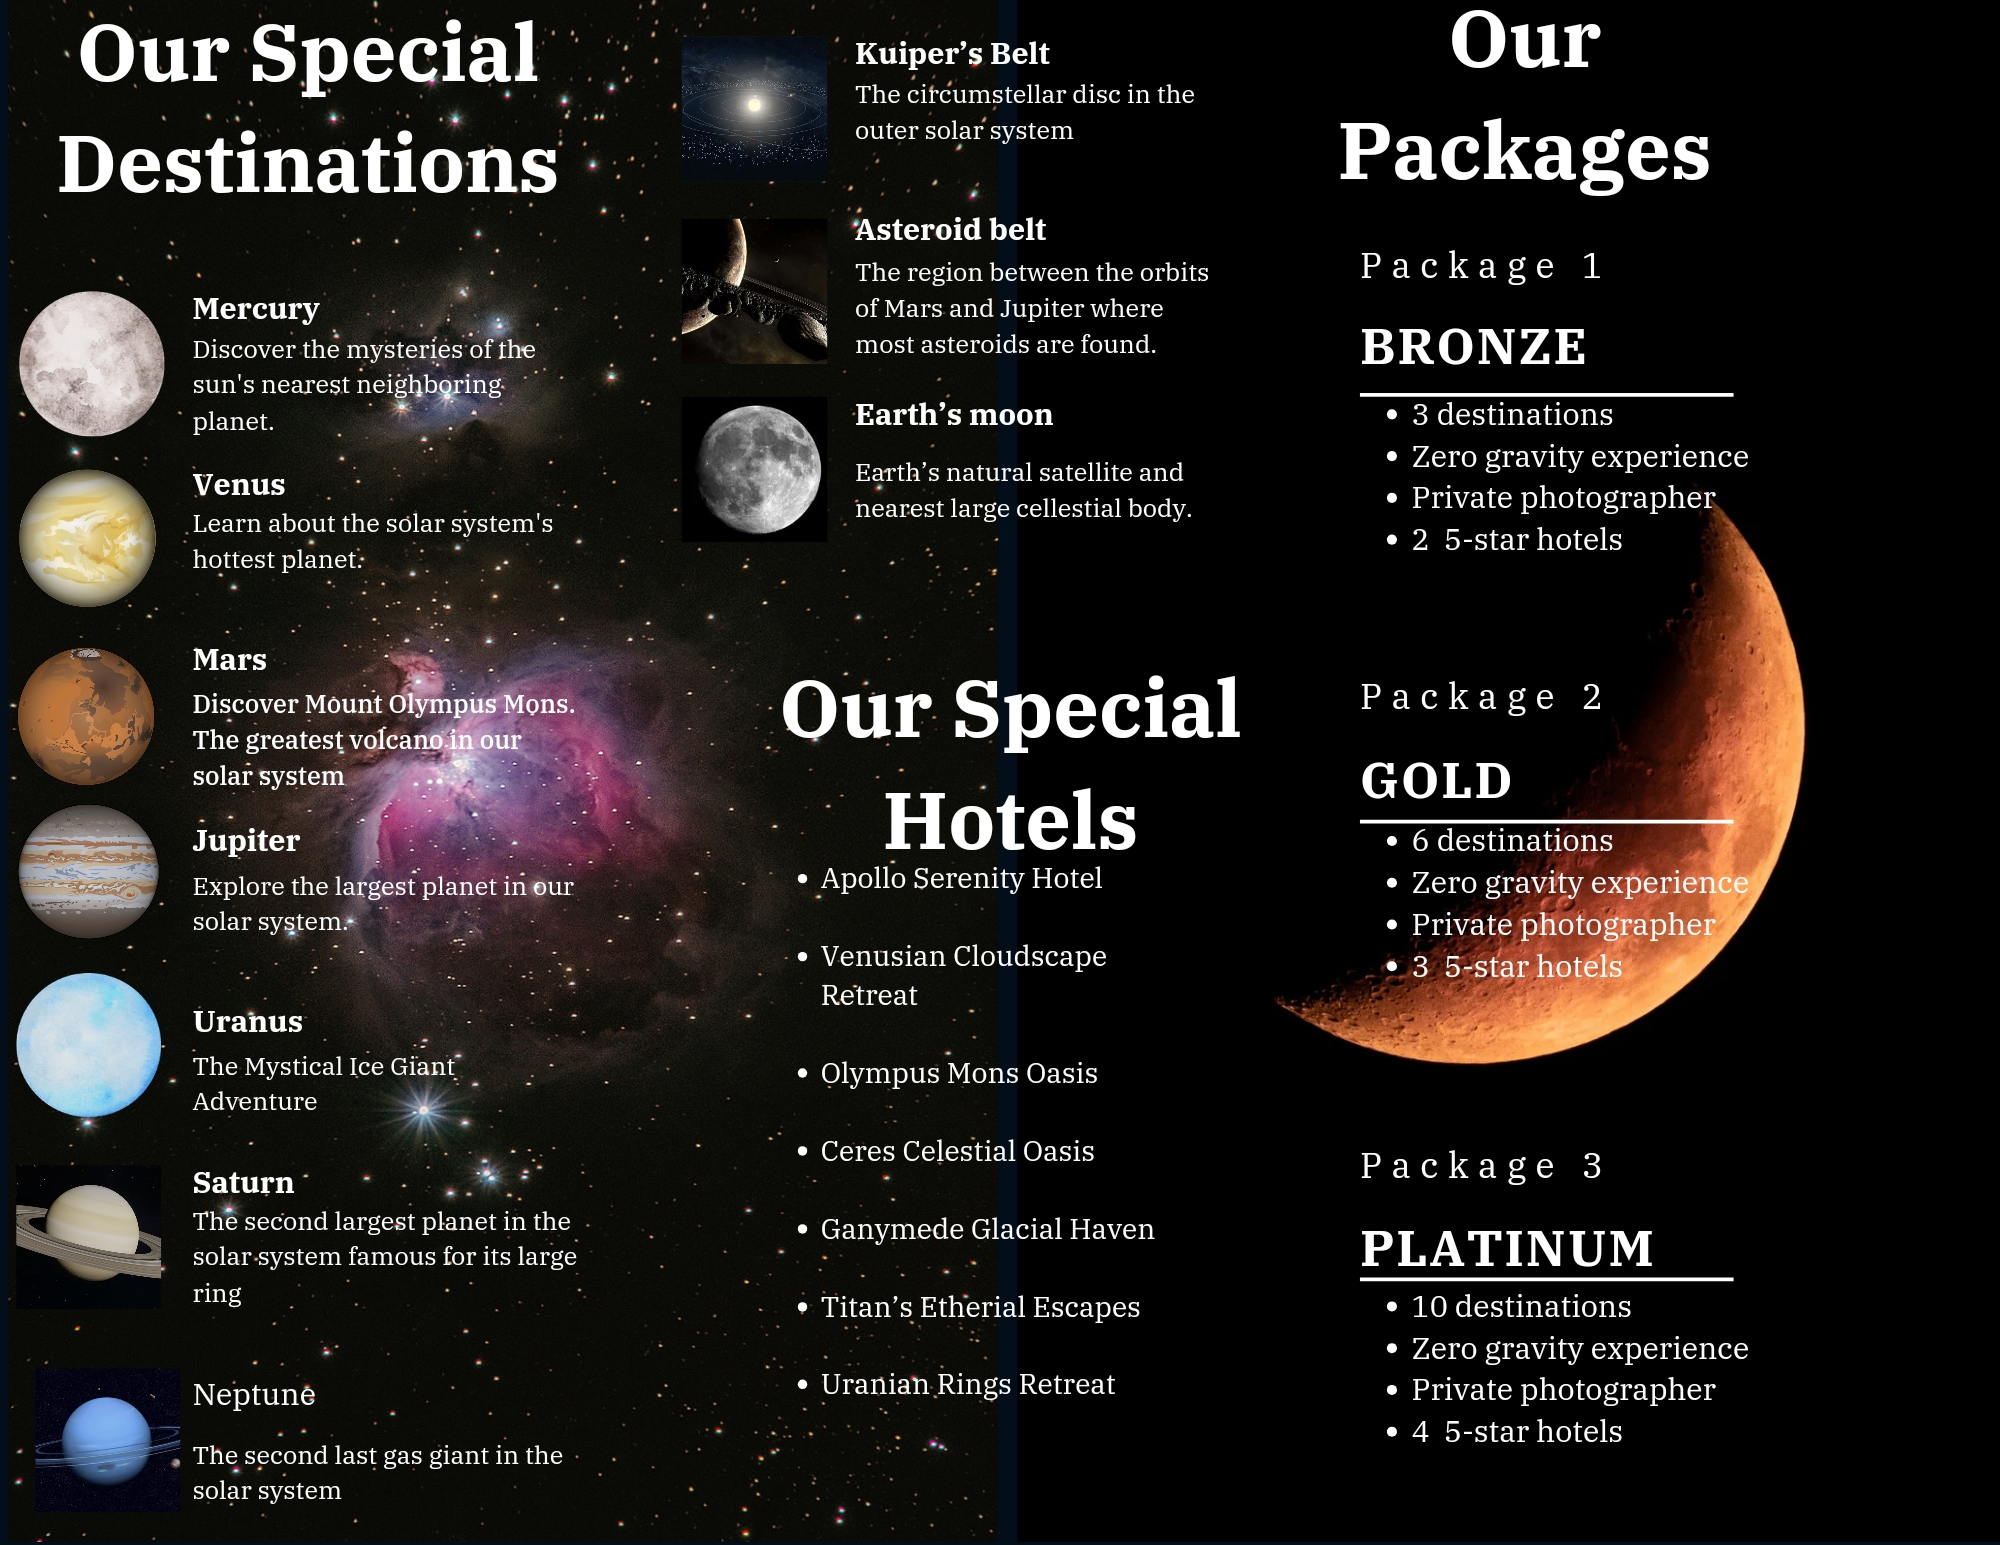 Our Special
Destinations
Mercury
Discover the mysteries of the
sun's nearest neighboring
planet.
Venus
Learn about the solar system's
hottest planet.
Mars
Discover Mount Olympus Mons.
The greatest volcano in our
solar system
Jupiter
Explore the largest planet in our
solar system.
Uranus
The Mystical Ice Giant
Adventure
Saturn
The second largest planet in the
solar system famous for its large
ring
Neptune
The second last gas giant in the
solar system
Kuiper’s Belt
The circumstellar disc in the
outer solar system
Asteroid belt
The region between the orbits
of Mars and Jupiter where
most asteroids are found.
Earth’s moon
Earth’s natural satellite and
nearest large cellestial body.
Our Special
Hotels
• Apollo Serenity Hotel
• Venusian Cloudscape
Retreat
• Olympus Mons Oasis
• Ceres Celestial Oasis
• Ganymede Glacial Haven
• Titan’s Etherial Escapes
• Uranian Rings Retreat
Our
Packages
Package 1
BRONZE
• 3 destinations
• Zero gravity experience
• Private photographer
• 2 5-star hotels
Package 2
GOLD
• 6 destinations
• Zero gravity experience
• Private photographer
• 3 5-star hotels
Package 3
PLATINUM
• 10 destinations
• Zero gravity experience
• Private photographer
• 4 5-star hotels